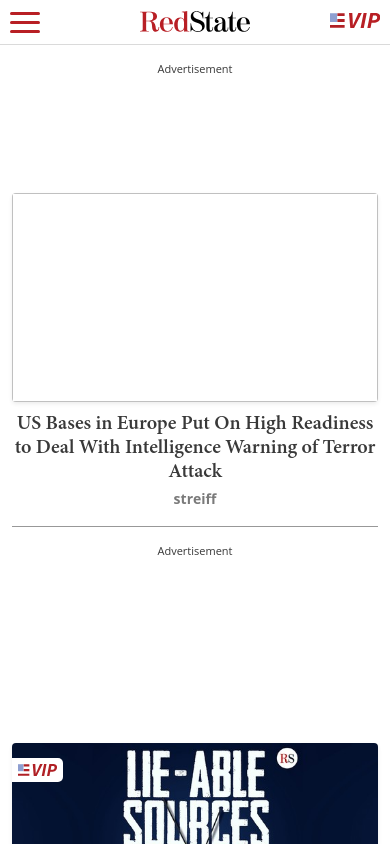 RedState
VIP
Advertisement
US Bases in Europe Put On High Readiness
to Deal With Intelligence Warning of Terror
Attack
streiff
Advertisement
VIP
LIE-ABLE
RS
SOURCES